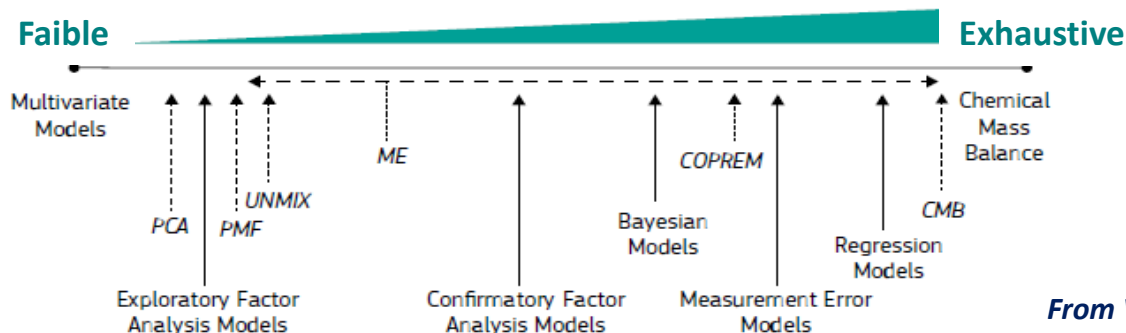 Faible
Exhaustive
Multivariate
Models
Chemical
Mass
Balance
ME
COPREM
UNMIX
PCA
PMF
CMB
Bayesian
Models
Regression
Models
Exploratory Factor
Analysis Models
Confirmatory Factor
Analysis Models
Measurement Error
Models
From